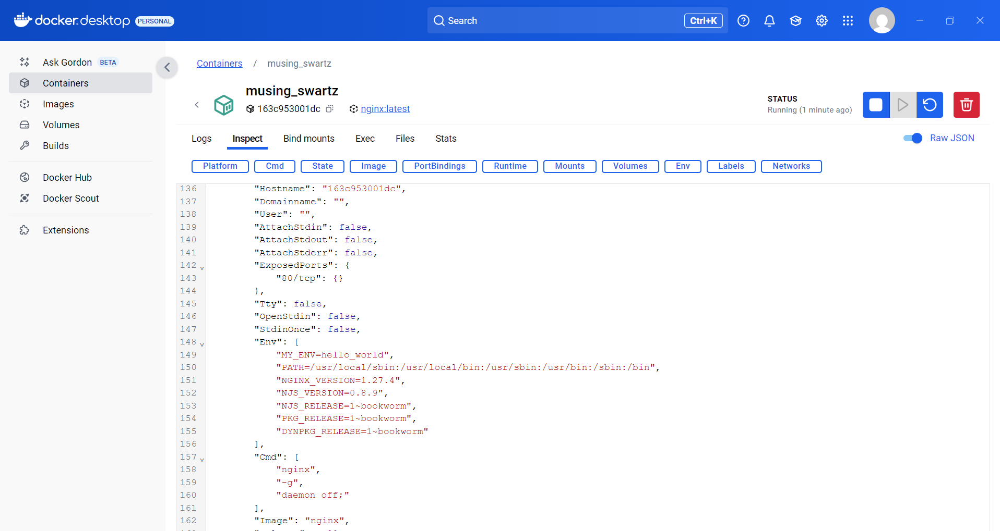 docker.desktop PERSONAL
Search
Ctrl+K
Ask Gordon BETA
Containers
Images
Volumes
Builds
Docker Hub
Docker Scout
Extensions
Containers / musing_swartz
musing_swartz
163c953001dc
nginx:latest
STATUS
Running (1 minute ago)
Logs Inspect Bind mounts Exec Files Stats
Raw JSON
Platform Cmd State Image PortBindings Runtime Mounts Volumes Env Labels Networks
136 "Hostname": "163c953001dc",
137 "Domainname": "",
138 "User": "",
139 "AttachStdin": false,
140 "AttachStdout": false,
141 "AttachStderr": false,
142 "ExposedPorts": {
143 "80/tcp": {}
144 },
145 "Tty": false,
146 "OpenStdin": false,
147 "StdinOnce": false,
148 "Env": [
149 "MY_ENV=hello_world",
150 "PATH=/usr/local/sbin:/usr/local/bin:/usr/sbin:/usr/bin:/sbin:/bin",
151 "NGINX_VERSION=1.27.4",
152 "NJS_VERSION=0.8.9",
153 "NJS_RELEASE=1~bookworm",
154 "PKG_RELEASE=1~bookworm",
155 "DYNPKG_RELEASE=1~bookworm"
156 ],
157 "Cmd": [
158 "nginx",
159 "-g",
160 "daemon off;"
161 ],
162 "Image": "nginx",